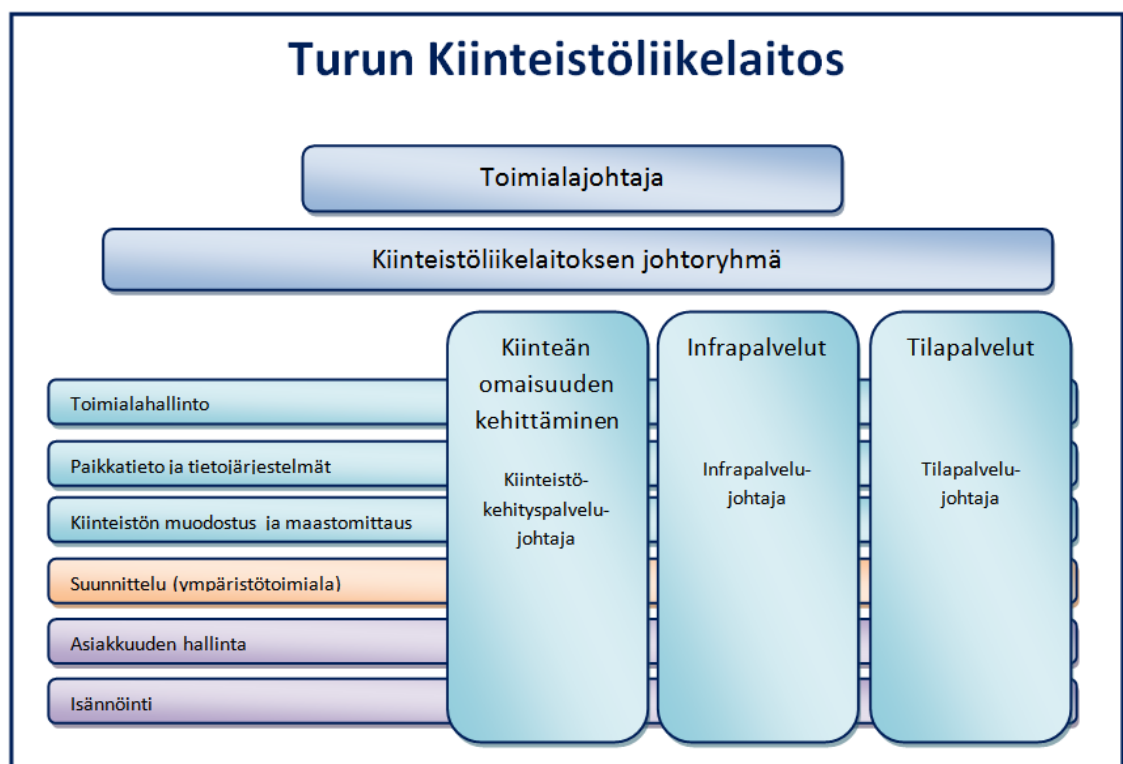 Turun Kiinteistöliikelaitos
Toimialajohtaja
Kiinteistöliikelaitoksen johtoryhmä
Kiinteän
omaisuuden
kehittäminen
Kiinteistö-
kehityspalvelu-
johtaja
Infrapalvelut
Infrapalvelu-
johtaja
Tilapalvelut
Tilapalvelu-
johtaja
Toimialahallinto
Paikkatieto ja tietojärjestelmät
Kiinteistön muodostus ja maastomittaus
Suunnittelu (ympäristötoimiala)
Asiakkuuden hallinta
Isännöinti